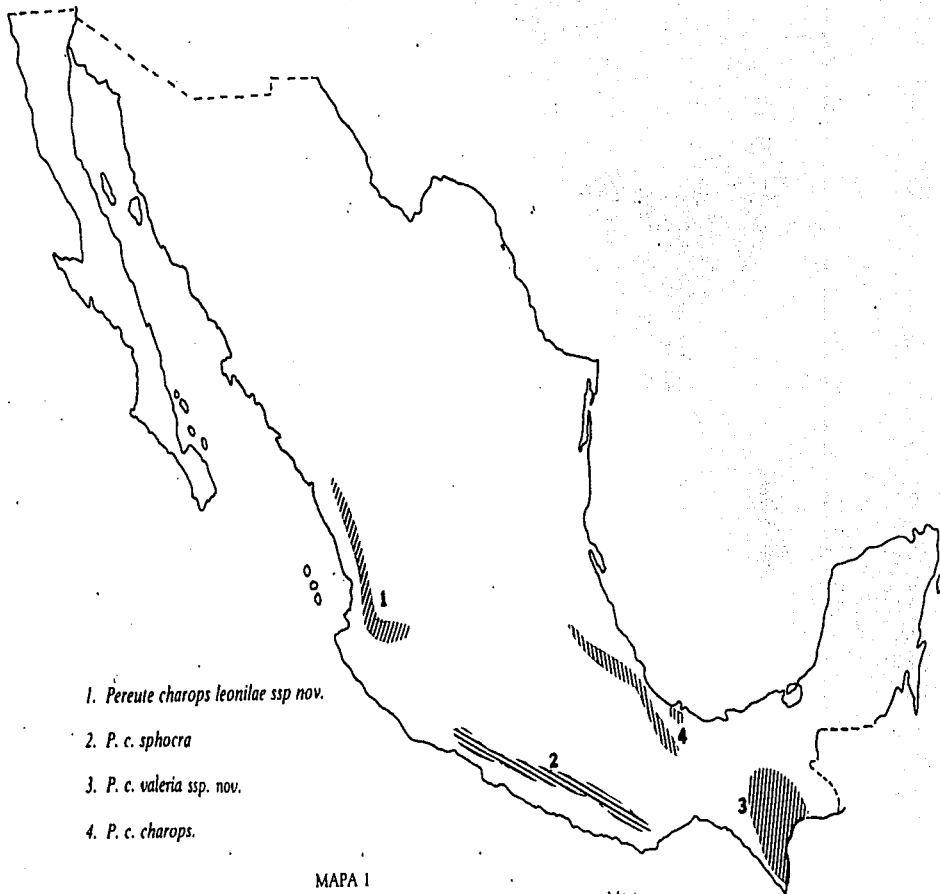 1
4
2
3
1. Pereute charops leonilae ssp nov.
2. P. c. sphocra
3. P. c. valeria ssp. nov.
4. P. c. charops.
MAPA 1